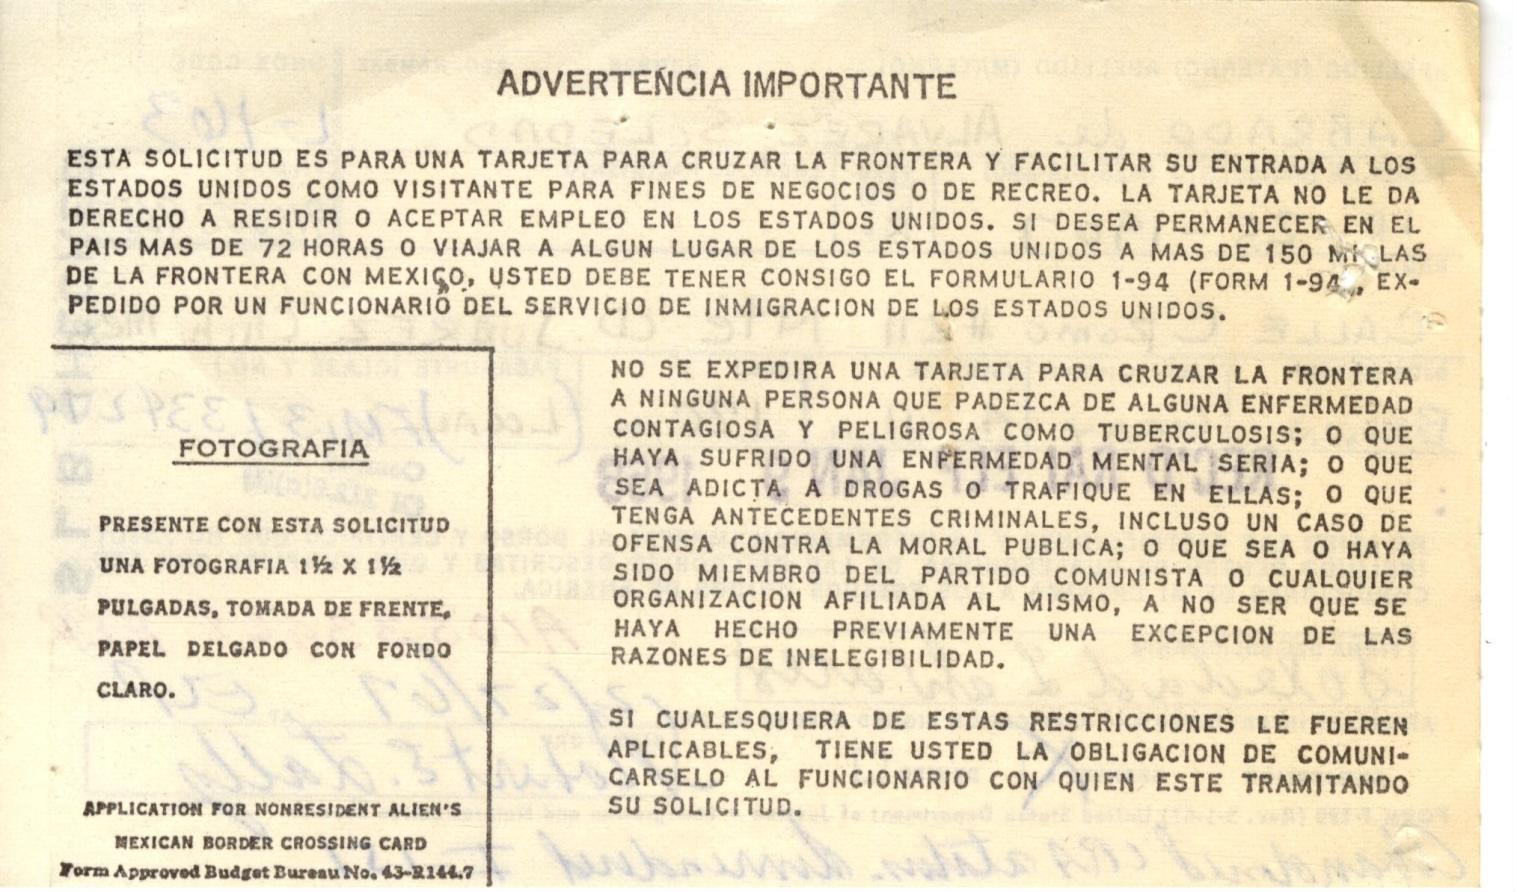 ADVERTENCIA IMPORTANTE
ESTA SOLICITUD ES PARA UNA TARJETA PARA CRUZAR LA FRONTERA Y FACILITAR SU ENTRADA A LOS
ESTADOS UNIDOS COMO VISITANTE PARA FINES DE NEGOCIOS O DE RECREO. LA TARJETA NO LE DA
DERECHO A RESIDIR O ACEPTAR EMPLEO EN LOS ESTADOS UNIDOS. SI DESEA PERMANECER EN EL
PAIS MAS DE 72 HORAS O VIAJAR A ALGUN LUGAR DE LOS ESTADOS UNIDOS A MAS DE 150 MILLAS
DE LA FRONTERA CON MEXICO, USTED DEBE TENER CONSIGO EL FORMULARIO 1-94 (FORM 1-94), EX-
PEDIDO POR UN FUNCIONARIO DEL SERVICIO DE INMIGRACION DE LOS ESTADOS UNIDOS.
FOTOGRAFIA
PRESENTE CON ESTA SOLICITUD
UNA FOTOGRAFIA 1½ X 1½
PULGADAS, TOMADA DE FRENTE,
PAPEL DELGADO CON FONDO
CLARO.
APPLICATION FOR NONRESIDENT ALIEN'S
MEXICAN BORDER CROSSING CARD
Form Approved Budget Bureau No. 43-R144.7
NO SE EXPEDIRA UNA TARJETA PARA CRUZAR LA FRONTERA
A NINGUNA PERSONA QUE PADEZCA DE ALGUNA ENFERMEDAD
CONTAGIOSA Y PELIGROSA COMO TUBERCULOSIS; O QUE
HAYA SUFRIDO UNA ENFERMEDAD MENTAL SERIA; O QUE
SEA ADICTA A DROGAS O TRAFIQUE EN ELLAS; O QUE
TENGA ANTECEDENTES CRIMINALES, INCLUSO UN CASO DE
OFENSA CONTRA LA MORAL PUBLICA; O QUE SEA O HAYA
SIDO MIEMBRO DEL PARTIDO COMUNISTA O CUALQUIER
ORGANIZACION AFILIADA AL MISMO, A NO SER QUE SE
HAYA HECHO PREVIAMENTE UNA EXCEPCION DE LAS
RAZONES DE INELEGIBILIDAD.
SI CUALESQUIERA DE ESTAS RESTRICCIONES LE FUEREN
APLICABLES, TIENE USTED LA OBLIGACION DE COMUNI-
CARSELO AL FUNCIONARIO CON QUIEN ESTE TRAMITANDO
SU SOLICITUD.